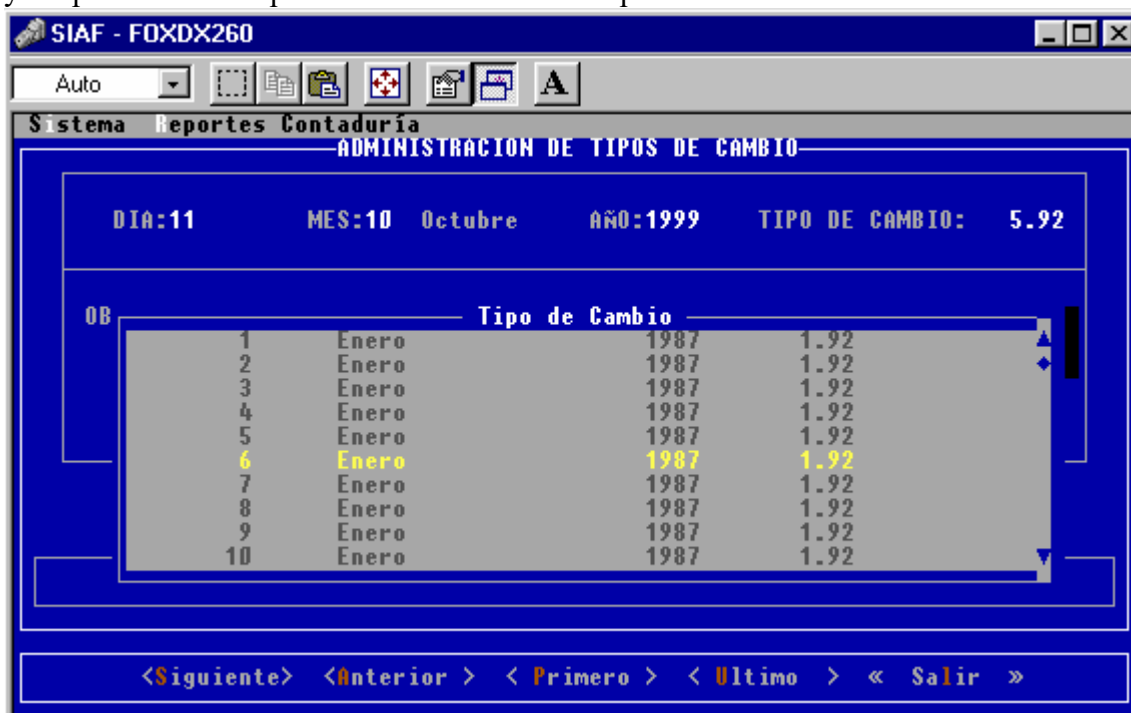 SIAF - FOXDX260
Auto
A
Sistema Reportes Contaduría
ADMINISTRACION DE TIPOS DE CAMBIO
DIA:11 MES:10 Octubre AÑO:1999 TIPO DE CAMBIO: 5.92
OB
Tipo de Cambio
1 Enero 1987 1.92
2 Enero 1987 1.92
3 Enero 1987 1.92
4 Enero 1987 1.92
5 Enero 1987 1.92
6 Enero 1987 1.92
7 Enero 1987 1.92
8 Enero 1987 1.92
9 Enero 1987 1.92
10 Enero 1987 1.92
<Siguiente> <Anterior > < Primero > < Ultimo > « Salir »